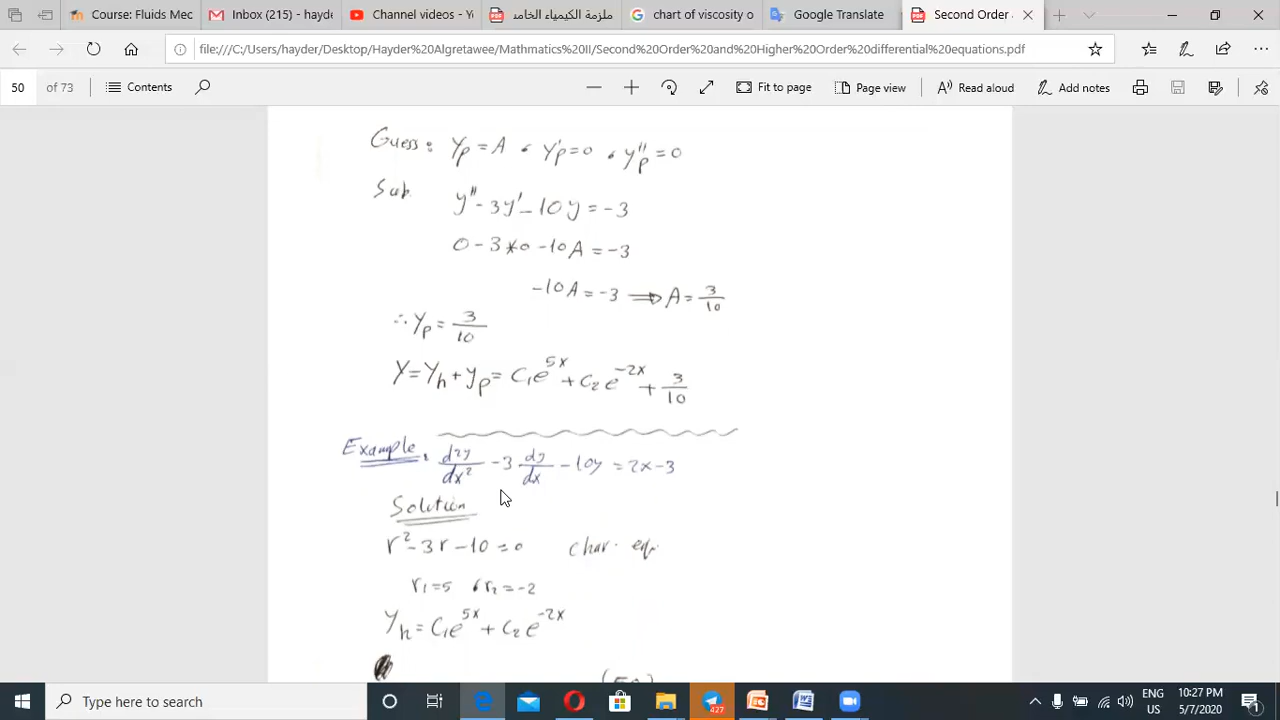 Course: Fluids Mec
Inbox (215) - hayde
Channel videos - Yo
ملزمة الكيمياء الخامد
chart of viscosity o
Google Translate
Second Order
file:///C:/Users/hayder/Desktop/Hayder%20Algretawee/Mathmatics%20II/Second%20Order%20and%20Higher%20Order%20differential%20equations.pdf
50 of 73
Contents
Fit to page
Page view
Read aloud
Add notes
Guess: Yp = A , Y'p = 0 , y''p = 0
Sub.
y'' - 3y' - 10y = -3
0 - 3*0 - 10A = -3
-10A = -3 ⟹ A = 3/10
∴ Yp = 3/10
Y = Yh + yp = C₁e^5x + C₂e^-2x + 3/10
Example: d²y/dx² - 3 dy/dx - 10y = 2x - 3
Solution
r² - 3r - 10 = 0 char. eq.
r₁ = 5 , r₂ = -2
Yh = C₁e^5x + C₂e^-2x
Type here to search
427
ENG
US
10:27 PM
5/7/2020
1